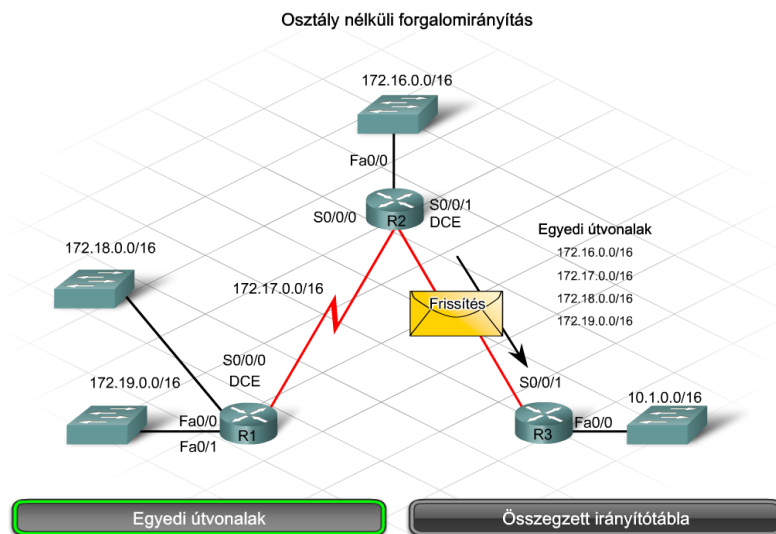 Osztály nélküli forgalomirányítás
172.16.0.0/16
Fa0/0
S0/0/0
R2
S0/0/1
DCE
Egyedi útvonalak
172.16.0.0/16
172.17.0.0/16
172.18.0.0/16
172.19.0.0/16
172.18.0.0/16
172.17.0.0/16
Frissítés
S0/0/0
DCE
172.19.0.0/16
Fa0/0
Fa0/1
R1
S0/0/1
R3
Fa0/0
10.1.0.0/16
Egyedi útvonalak
Összegzett irányítótábla